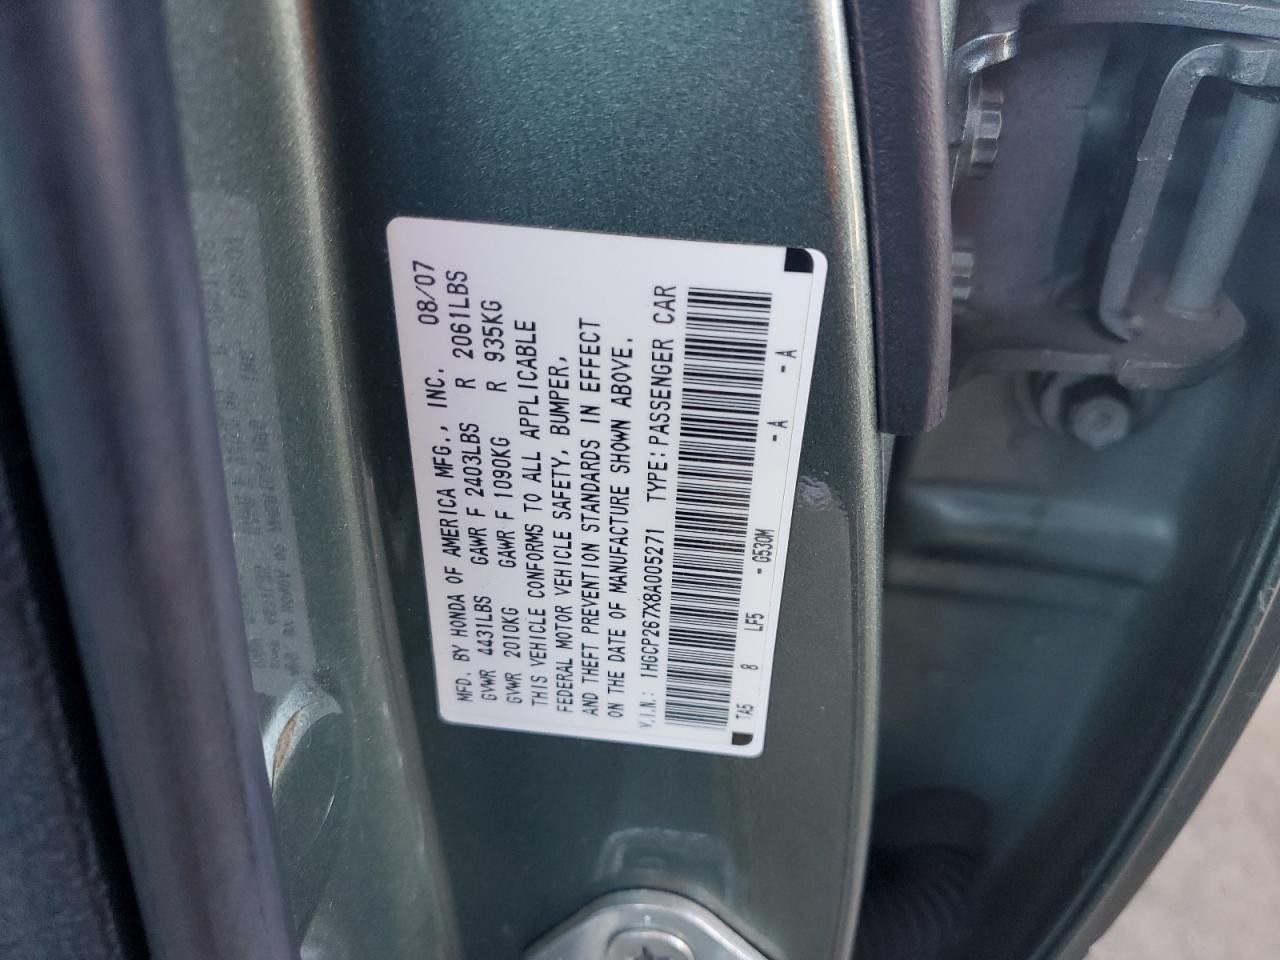 MFD. BY HONDA OF AMERICA MFG., INC. 08/07
GVWR 4431LBS GAWR F 2403LBS R 2061LBS
GVWR 2010KG GAWR F 1090KG R 935KG
THIS VEHICLE CONFORMS TO ALL APPLICABLE
FEDERAL MOTOR VEHICLE SAFETY, BUMPER,
AND THEFT PREVENTION STANDARDS IN EFFECT
ON THE DATE OF MANUFACTURE SHOWN ABOVE.
V.I.N.: 1HGCP267X8A005271 TYPE:PASSENGER CAR
TA5 8 LF5 - G530M - A - A